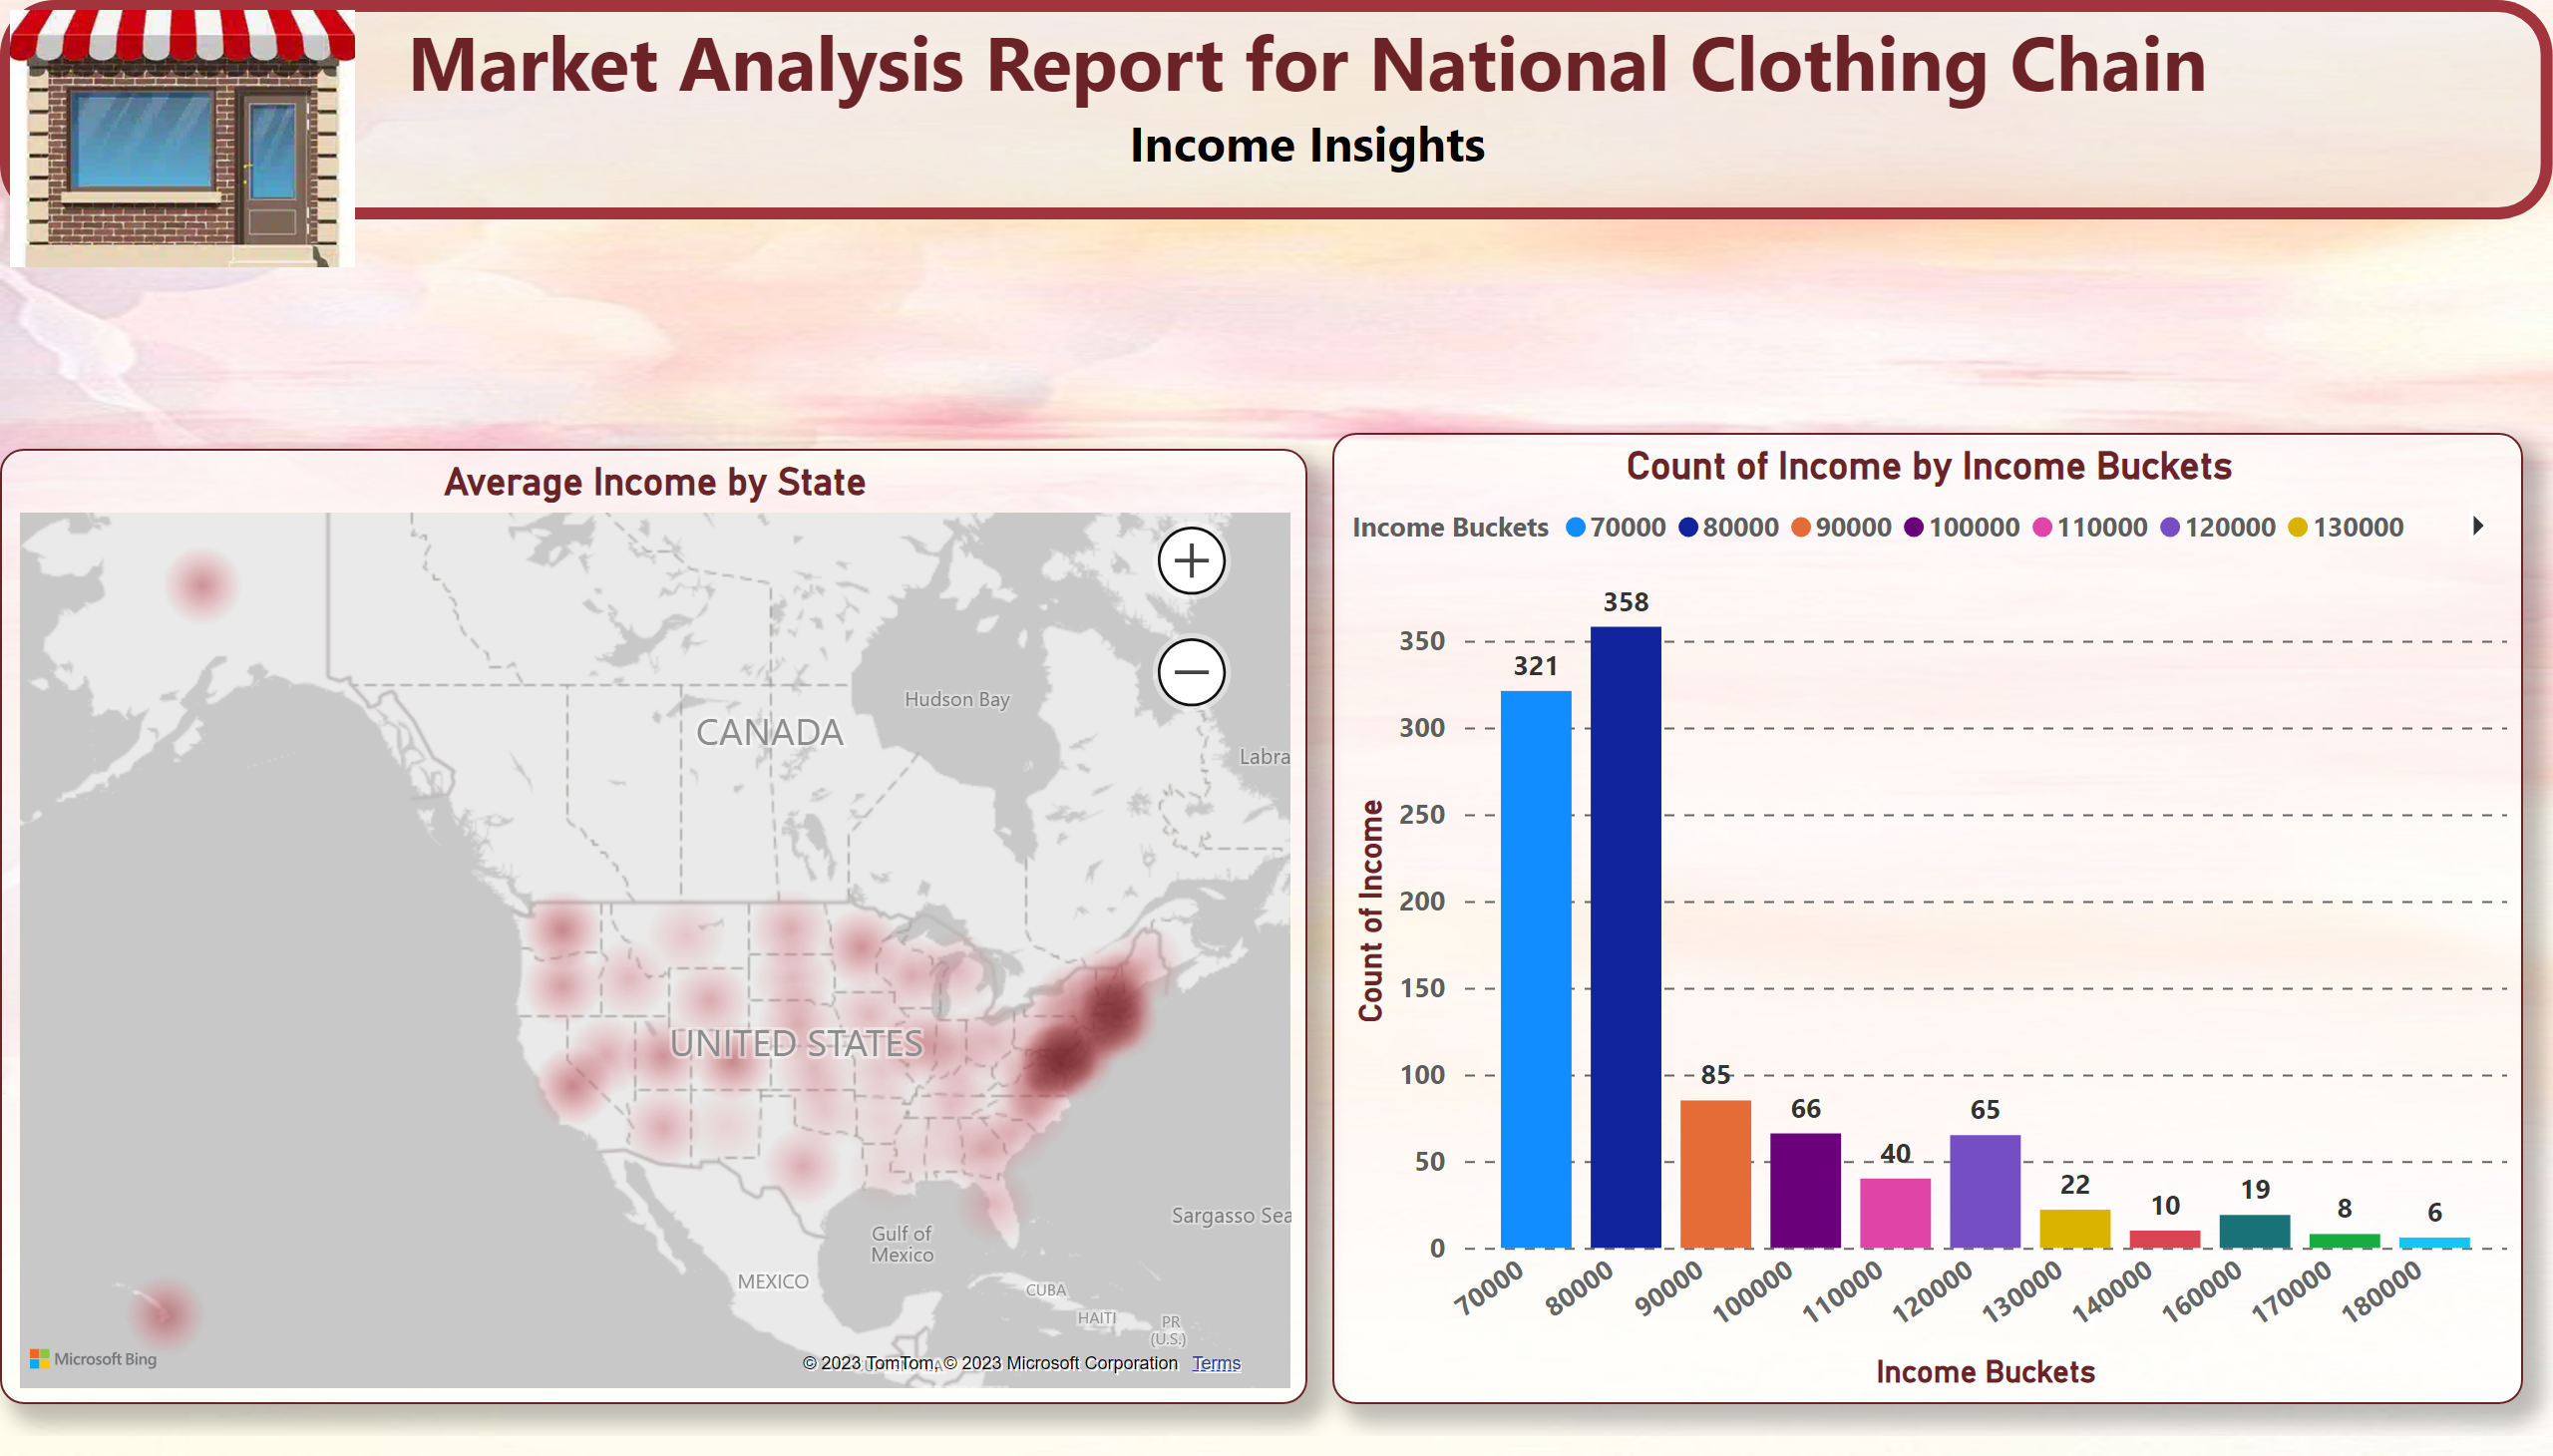 Market Analysis Report for National Clothing Chain
Income Insights
Average Income by State
CANADA
Hudson Bay
Labra
UNITED STATES
Sargasso Sea
Gulf of
Mexico
MEXICO
CUBA
HAITI
PR
(U.S.)
Microsoft Bing
© 2023 TomTom, © 2023 Microsoft Corporation Terms
Count of Income by Income Buckets
Income Buckets 70000 80000 90000 100000 110000 120000 130000
Count of Income
350
300
250
200
150
100
50
0
321
358
85
66
40
65
22
10
19
8
6
70000
80000
90000
100000
110000
120000
130000
140000
160000
170000
180000
Income Buckets